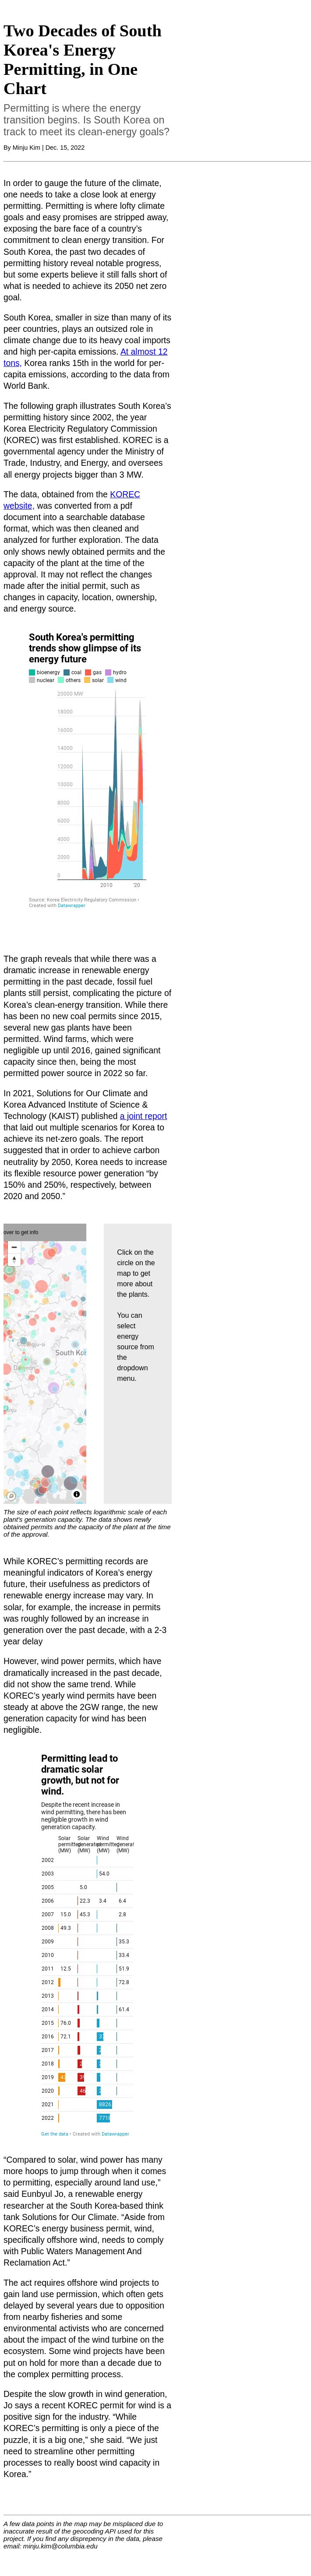 Two Decades of South
Korea's Energy
Permitting, in One
Chart
Permitting is where the energy
transition begins. Is South Korea on
track to meet its clean-energy goals?
By Minju Kim | Dec. 15, 2022
In order to gauge the future of the climate,
one needs to take a close look at energy
permitting. Permitting is where lofty climate
goals and easy promises are stripped away,
exposing the bare face of a country’s
commitment to clean energy transition. For
South Korea, the past two decades of
permitting history reveal notable progress,
but some experts believe it still falls short of
what is needed to achieve its 2050 net zero
goal.
South Korea, smaller in size than many of its
peer countries, plays an outsized role in
climate change due to its heavy coal imports
and high per-capita emissions. At almost 12
tons, Korea ranks 15th in the world for per-
capita emissions, according to the data from
World Bank.
The following graph illustrates South Korea’s
permitting history since 2002, the year
Korea Electricity Regulatory Commission
(KOREC) was first established. KOREC is a
governmental agency under the Ministry of
Trade, Industry, and Energy, and oversees
all energy projects bigger than 3 MW.
The data, obtained from the KOREC
website, was converted from a pdf
document into a searchable database
format, which was then cleaned and
analyzed for further exploration. The data
only shows newly obtained permits and the
capacity of the plant at the time of the
approval. It may not reflect the changes
made after the initial permit, such as
changes in capacity, location, ownership,
and energy source.
South Korea's permitting
trends show glimpse of its
energy future
bioenergy coal gas hydro
nuclear others solar wind
20000 MW
18000
16000
14000
12000
10000
8000
6000
4000
2000
0
2010 '20
Source: Korea Electricity Regulatory Commission •
Created with Datawrapper
The graph reveals that while there was a
dramatic increase in renewable energy
permitting in the past decade, fossil fuel
plants still persist, complicating the picture of
Korea’s clean-energy transition. While there
has been no new coal permits since 2015,
several new gas plants have been
permitted. Wind farms, which were
negligible up until 2016, gained significant
capacity since then, being the most
permitted power source in 2022 so far.
In 2021, Solutions for Our Climate and
Korea Advanced Institute of Science &
Technology (KAIST) published a joint report
that laid out multiple scenarios for Korea to
achieve its net-zero goals. The report
suggested that in order to achieve carbon
neutrality by 2050, Korea needs to increase
its flexible resource power generation “by
150% and 250%, respectively, between
2020 and 2050.”
over to get info
South Kor
Click on the
circle on the
map to get
more about
the plants.
You can
select
energy
source from
the
dropdown
menu.
The size of each point reflects logarithmic scale of each
plant's generation capacity. The data shows newly
obtained permits and the capacity of the plant at the time
of the approval.
While KOREC’s permitting records are
meaningful indicators of Korea’s energy
future, their usefulness as predictors of
renewable energy increase may vary. In
solar, for example, the increase in permits
was roughly followed by an increase in
generation over the past decade, with a 2-3
year delay
However, wind power permits, which have
dramatically increased in the past decade,
did not show the same trend. While
KOREC’s yearly wind permits have been
steady at above the 2GW range, the new
generation capacity for wind has been
negligible.
Permitting lead to
dramatic solar
growth, but not for
wind.
Despite the recent increase in
wind permitting, there has been
negligible growth in wind
generation capacity.
Solar Solar Wind Wind
permitted generated permitted generat
(MW) (MW) (MW) (MW)
2002
2003 54.0
2005 5.0
2006 22.3 3.4 6.4
2007 15.0 45.3 2.8
2008 49.3
2009 35.3
2010 33.4
2011 12.5 51.9
2012 72.8
2013
2014 61.4
2015 76.0
2016 72.1
2017
2018
2019
2020
2021 8826
2022 7718
Get the data • Created with Datawrapper
“Compared to solar, wind power has many
more hoops to jump through when it comes
to permitting, especially around land use,”
said Eunbyul Jo, a renewable energy
researcher at the South Korea-based think
tank Solutions for Our Climate. “Aside from
KOREC’s energy business permit, wind,
specifically offshore wind, needs to comply
with Public Waters Management And
Reclamation Act.”
The act requires offshore wind projects to
gain land use permission, which often gets
delayed by several years due to opposition
from nearby fisheries and some
environmental activists who are concerned
about the impact of the wind turbine on the
ecosystem. Some wind projects have been
put on hold for more than a decade due to
the complex permitting process.
Despite the slow growth in wind generation,
Jo says a recent KOREC permit for wind is a
positive sign for the industry. “While
KOREC’s permitting is only a piece of the
puzzle, it is a big one,” she said. “We just
need to streamline other permitting
processes to really boost wind capacity in
Korea.”
A few data points in the map may be misplaced due to
inaccurate result of the geocoding API used for this
project. If you find any disprepency in the data, please
email: minju.kim@columbia.edu